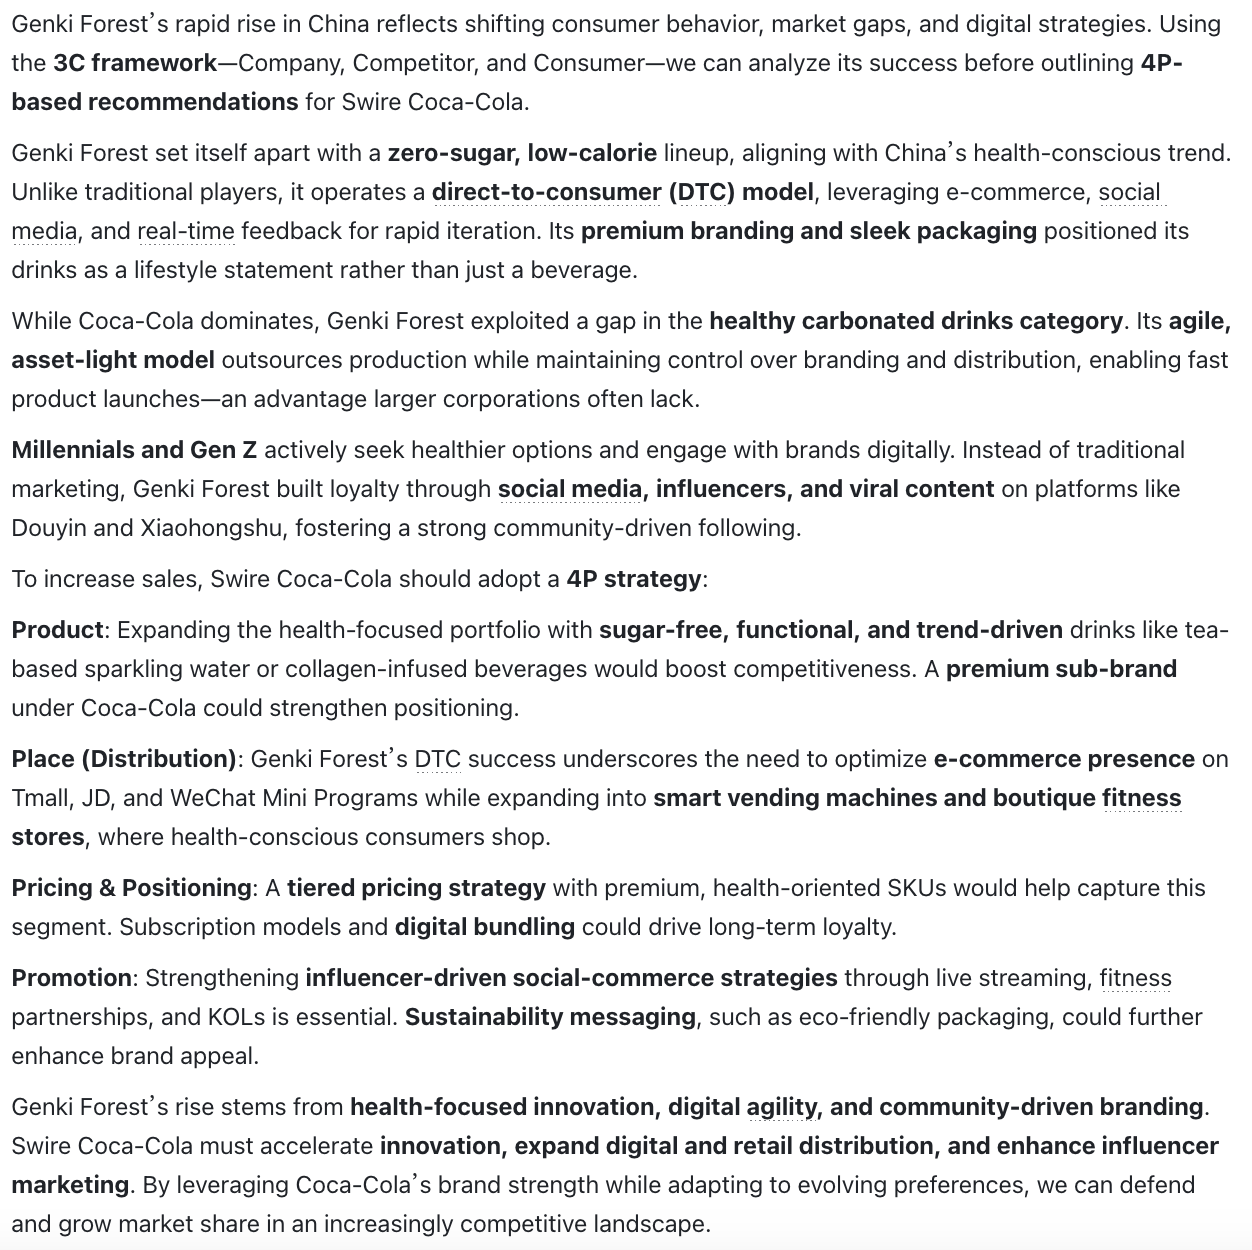 Genki Forest’s rapid rise in China reflects shifting consumer behavior, market gaps, and digital strategies. Using
the 3C framework—Company, Competitor, and Consumer—we can analyze its success before outlining 4P-
based recommendations for Swire Coca-Cola.
Genki Forest set itself apart with a zero-sugar, low-calorie lineup, aligning with China’s health-conscious trend.
Unlike traditional players, it operates a direct-to-consumer (DTC) model, leveraging e-commerce, social
media, and real-time feedback for rapid iteration. Its premium branding and sleek packaging positioned its
drinks as a lifestyle statement rather than just a beverage.
While Coca-Cola dominates, Genki Forest exploited a gap in the healthy carbonated drinks category. Its agile,
asset-light model outsources production while maintaining control over branding and distribution, enabling fast
product launches—an advantage larger corporations often lack.
Millennials and Gen Z actively seek healthier options and engage with brands digitally. Instead of traditional
marketing, Genki Forest built loyalty through social media, influencers, and viral content on platforms like
Douyin and Xiaohongshu, fostering a strong community-driven following.
To increase sales, Swire Coca-Cola should adopt a 4P strategy:
Product: Expanding the health-focused portfolio with sugar-free, functional, and trend-driven drinks like tea-
based sparkling water or collagen-infused beverages would boost competitiveness. A premium sub-brand
under Coca-Cola could strengthen positioning.
Place (Distribution): Genki Forest’s DTC success underscores the need to optimize e-commerce presence on
Tmall, JD, and WeChat Mini Programs while expanding into smart vending machines and boutique fitness
stores, where health-conscious consumers shop.
Pricing & Positioning: A tiered pricing strategy with premium, health-oriented SKUs would help capture this
segment. Subscription models and digital bundling could drive long-term loyalty.
Promotion: Strengthening influencer-driven social-commerce strategies through live streaming, fitness
partnerships, and KOLs is essential. Sustainability messaging, such as eco-friendly packaging, could further
enhance brand appeal.
Genki Forest’s rise stems from health-focused innovation, digital agility, and community-driven branding.
Swire Coca-Cola must accelerate innovation, expand digital and retail distribution, and enhance influencer
marketing. By leveraging Coca-Cola’s brand strength while adapting to evolving preferences, we can defend
and grow market share in an increasingly competitive landscape.